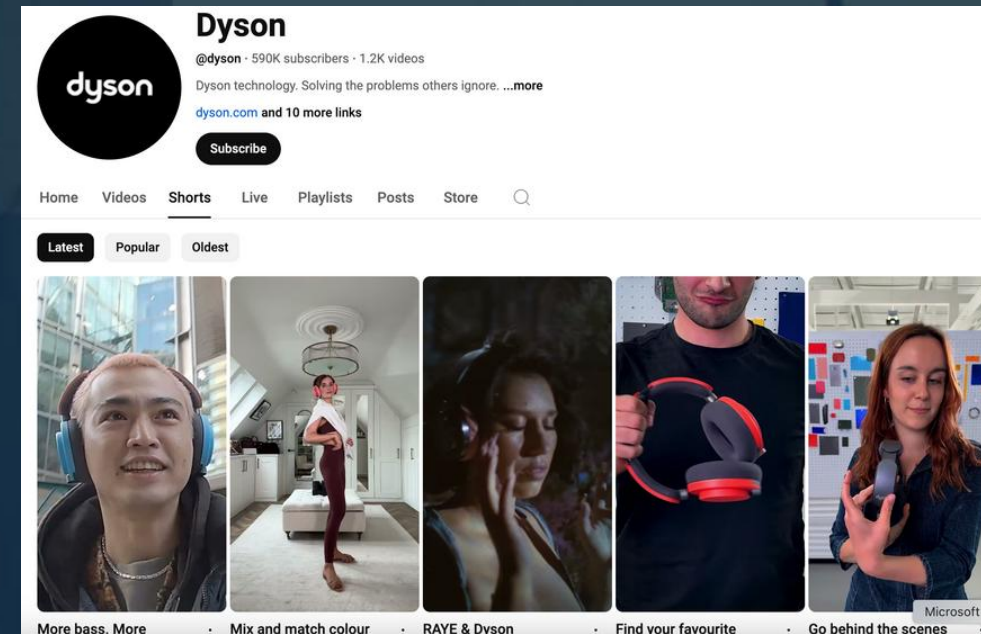 dyson
Dyson
@dyson · 590K subscribers · 1.2K videos
Dyson technology. Solving the problems others ignore. ...more
dyson.com and 10 more links
Subscribe
Home Videos Shorts Live Playlists Posts Store
Latest Popular Oldest
More bass. More
Mix and match colour
RAYE & Dyson
Find your favourite
Go behind the scenes
Microsoft